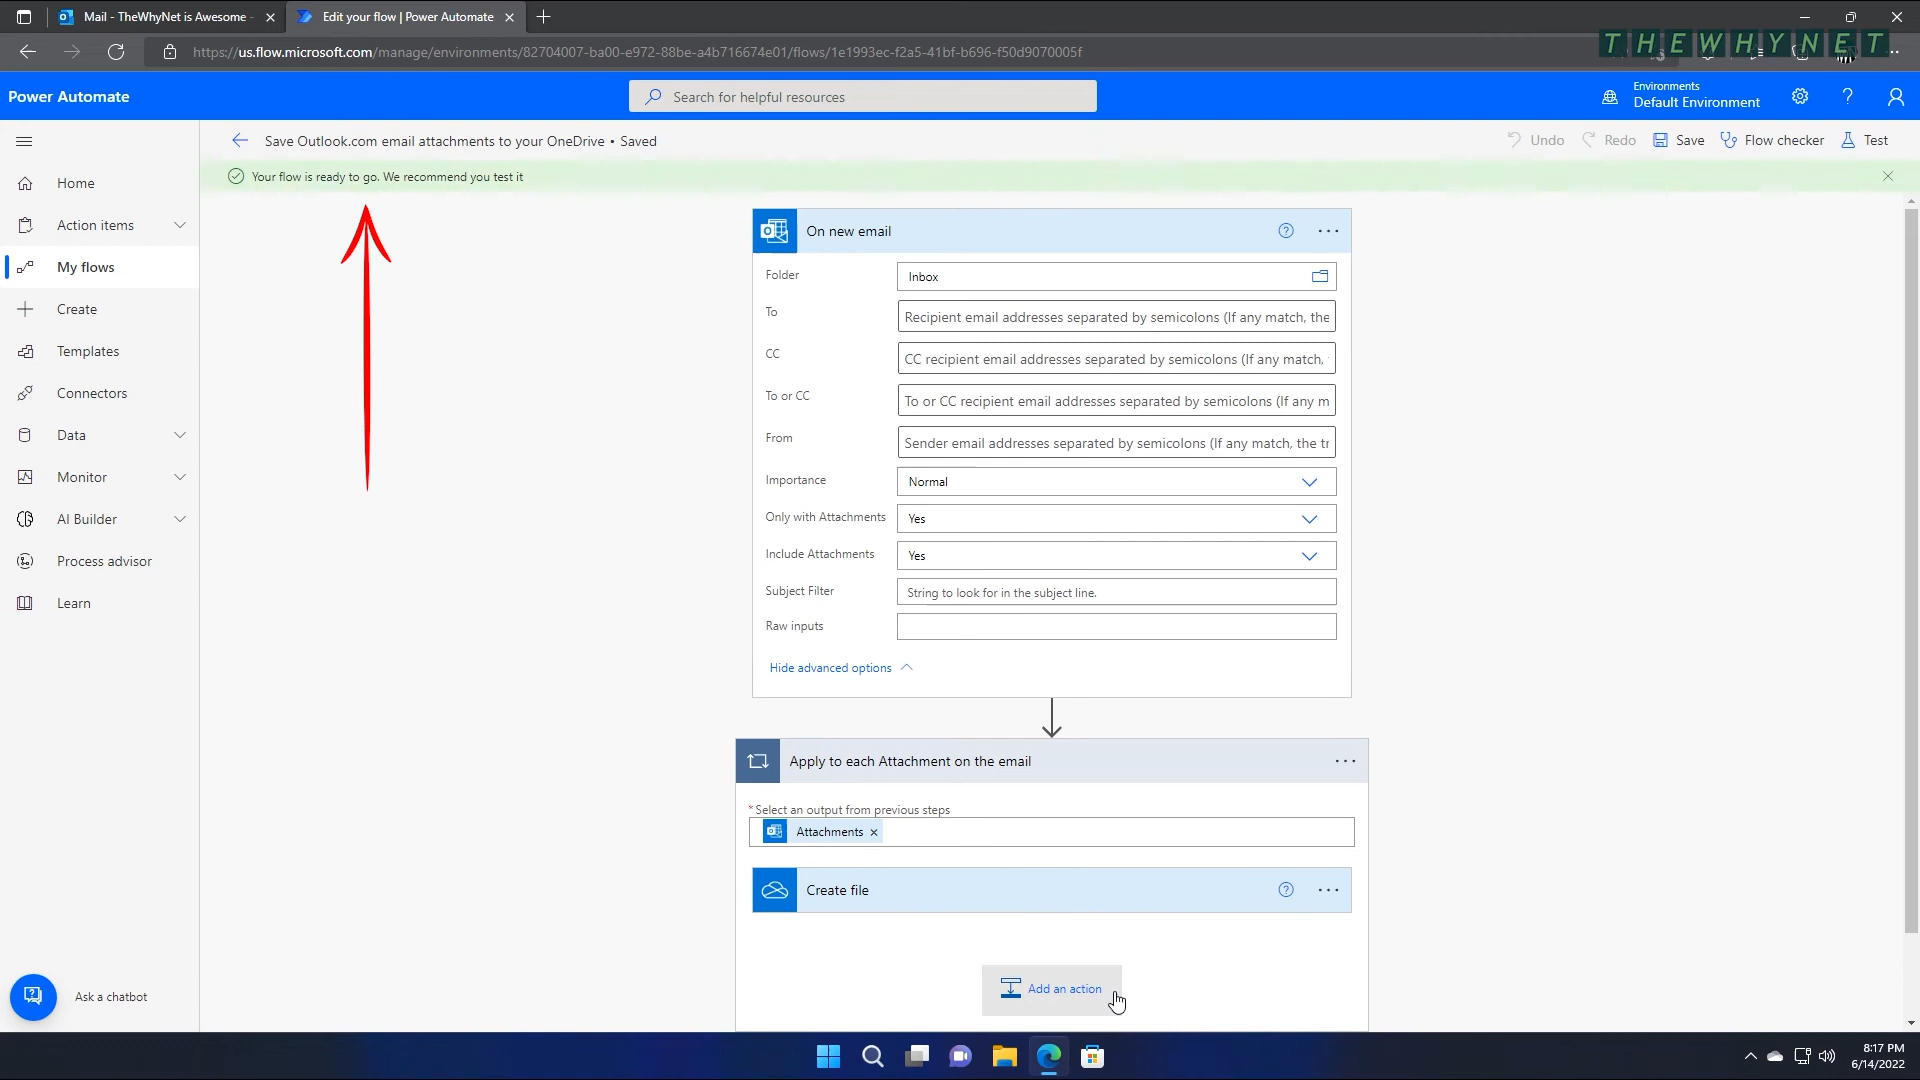 Mail - TheWhyNet is Awesome -
Edit your flow | Power Automate
https://us.flow.microsoft.com/manage/environments/82704007-ba00-e972-88be-a4b716674e01/flows/1e1993ec-f2a5-41bf-b696-f50d9070005f
THEWHYNET
Power Automate
Search for helpful resources
Environments
Default Environment
Save Outlook.com email attachments to your OneDrive • Saved
Undo
Redo
Save
Flow checker
Test
Your flow is ready to go. We recommend you test it
Home
Action items
My flows
Create
Templates
Connectors
Data
Monitor
AI Builder
Process advisor
Learn
Ask a chatbot
On new email
Folder
Inbox
To
Recipient email addresses separated by semicolons (If any match, the
CC
CC recipient email addresses separated by semicolons (If any match,
To or CC
To or CC recipient email addresses separated by semicolons (If any m
From
Sender email addresses separated by semicolons (If any match, the tr
Importance
Normal
Only with Attachments
Yes
Include Attachments
Yes
Subject Filter
String to look for in the subject line.
Raw inputs
Hide advanced options
Apply to each Attachment on the email
* Select an output from previous steps
Attachments
Create file
Add an action
8:17 PM
6/14/2022